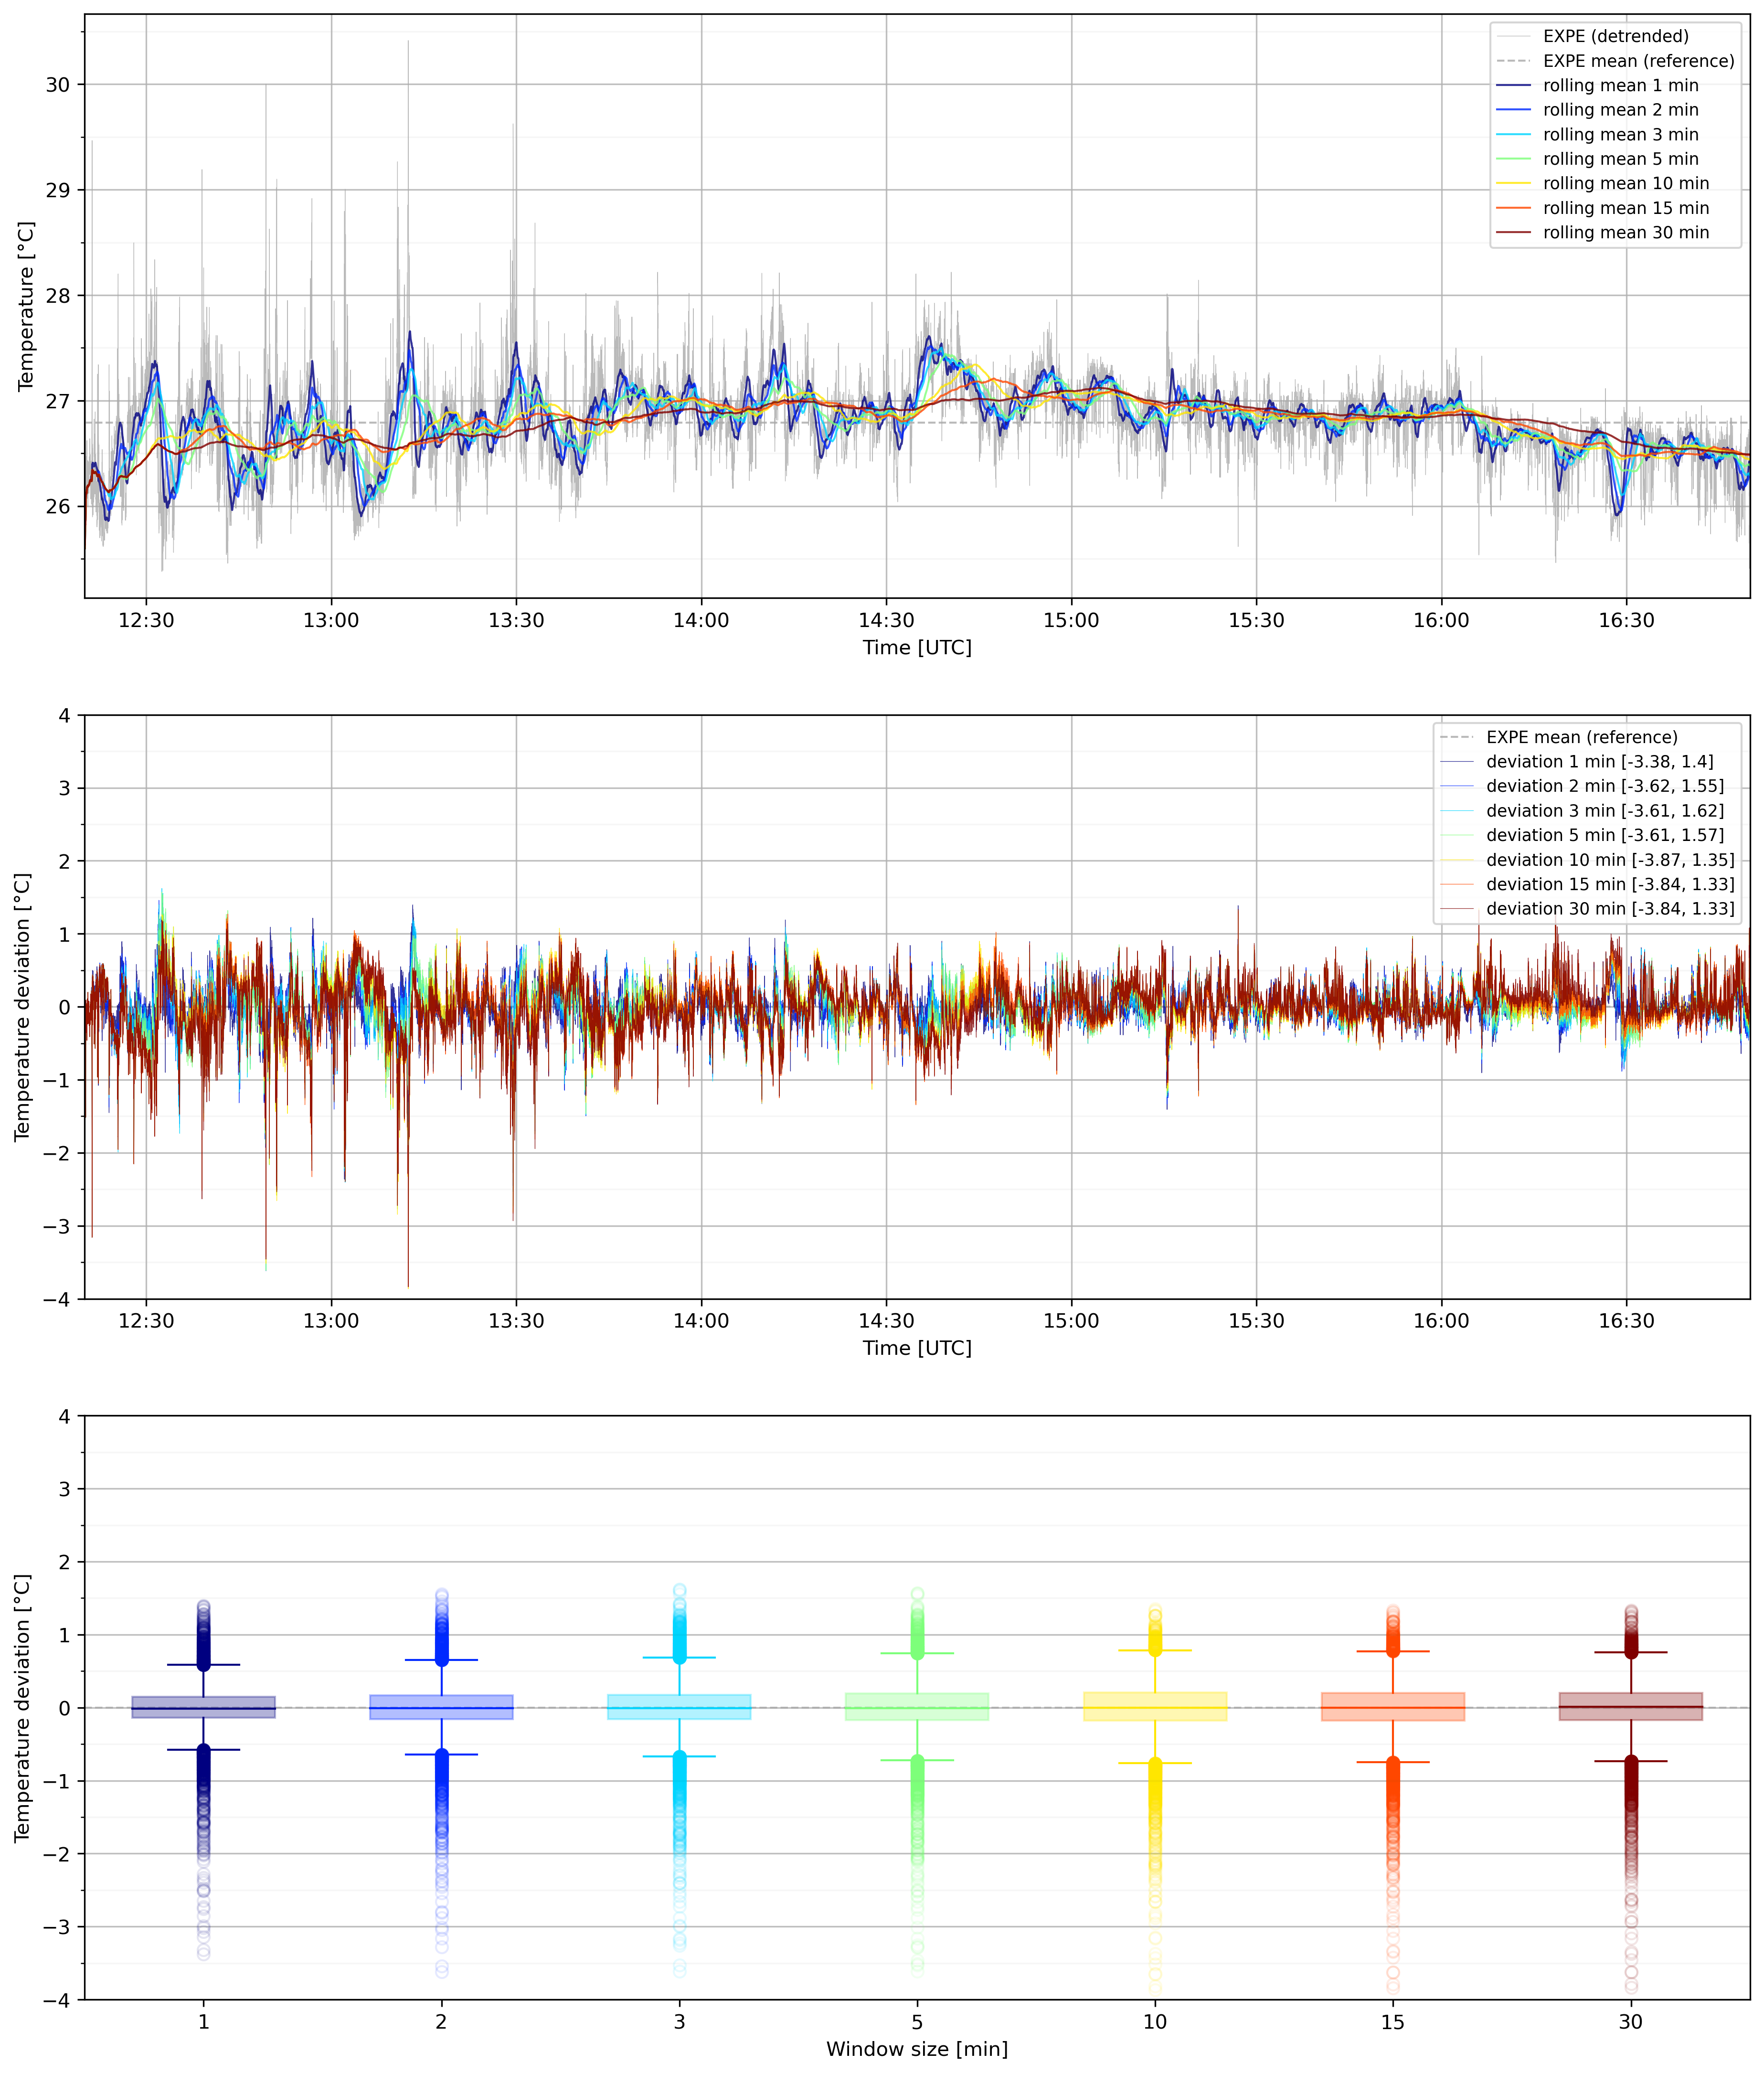 30
29
28
27
26
Temperature [°C]
EXPE (detrended)
EXPE mean (reference)
rolling mean 1 min
rolling mean 2 min
rolling mean 3 min
rolling mean 5 min
rolling mean 10 min
rolling mean 15 min
rolling mean 30 min
12:30 13:00 13:30 14:00 14:30 15:00 15:30 16:00 16:30
Time [UTC]
4
3
2
1
0
−1
−2
−3
−4
Temperature deviation [°C]
EXPE mean (reference)
deviation 1 min [-3.38, 1.4]
deviation 2 min [-3.62, 1.55]
deviation 3 min [-3.61, 1.62]
deviation 5 min [-3.61, 1.57]
deviation 10 min [-3.87, 1.35]
deviation 15 min [-3.84, 1.33]
deviation 30 min [-3.84, 1.33]
12:30 13:00 13:30 14:00 14:30 15:00 15:30 16:00 16:30
Time [UTC]
4
3
2
1
0
−1
−2
−3
−4
Temperature deviation [°C]
1 2 3 5 10 15 30
Window size [min]